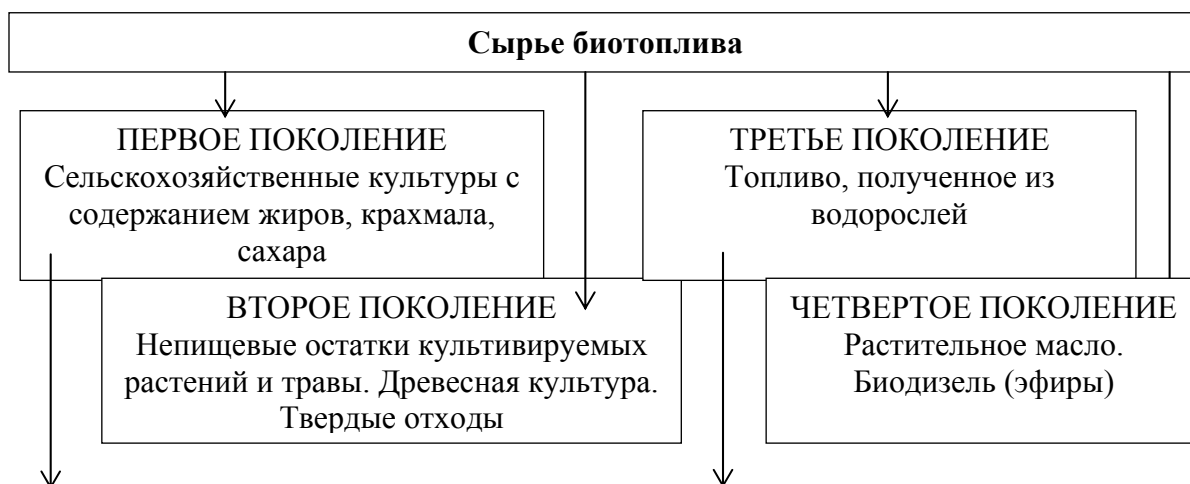 Сырье биотоплива
ПЕРВОЕ ПОКОЛЕНИЕ
Сельскохозяйственные культуры с
содержанием жиров, крахмала,
сахара
ТРЕТЬЕ ПОКОЛЕНИЕ
Топливо, полученное из
водорослей
ВТОРОЕ ПОКОЛЕНИЕ
Непищевые остатки культивируемых
растений и травы. Древесная культура.
Твердые отходы
ЧЕТВЕРТОЕ ПОКОЛЕНИЕ
Растительное масло.
Биодизель (эфиры)